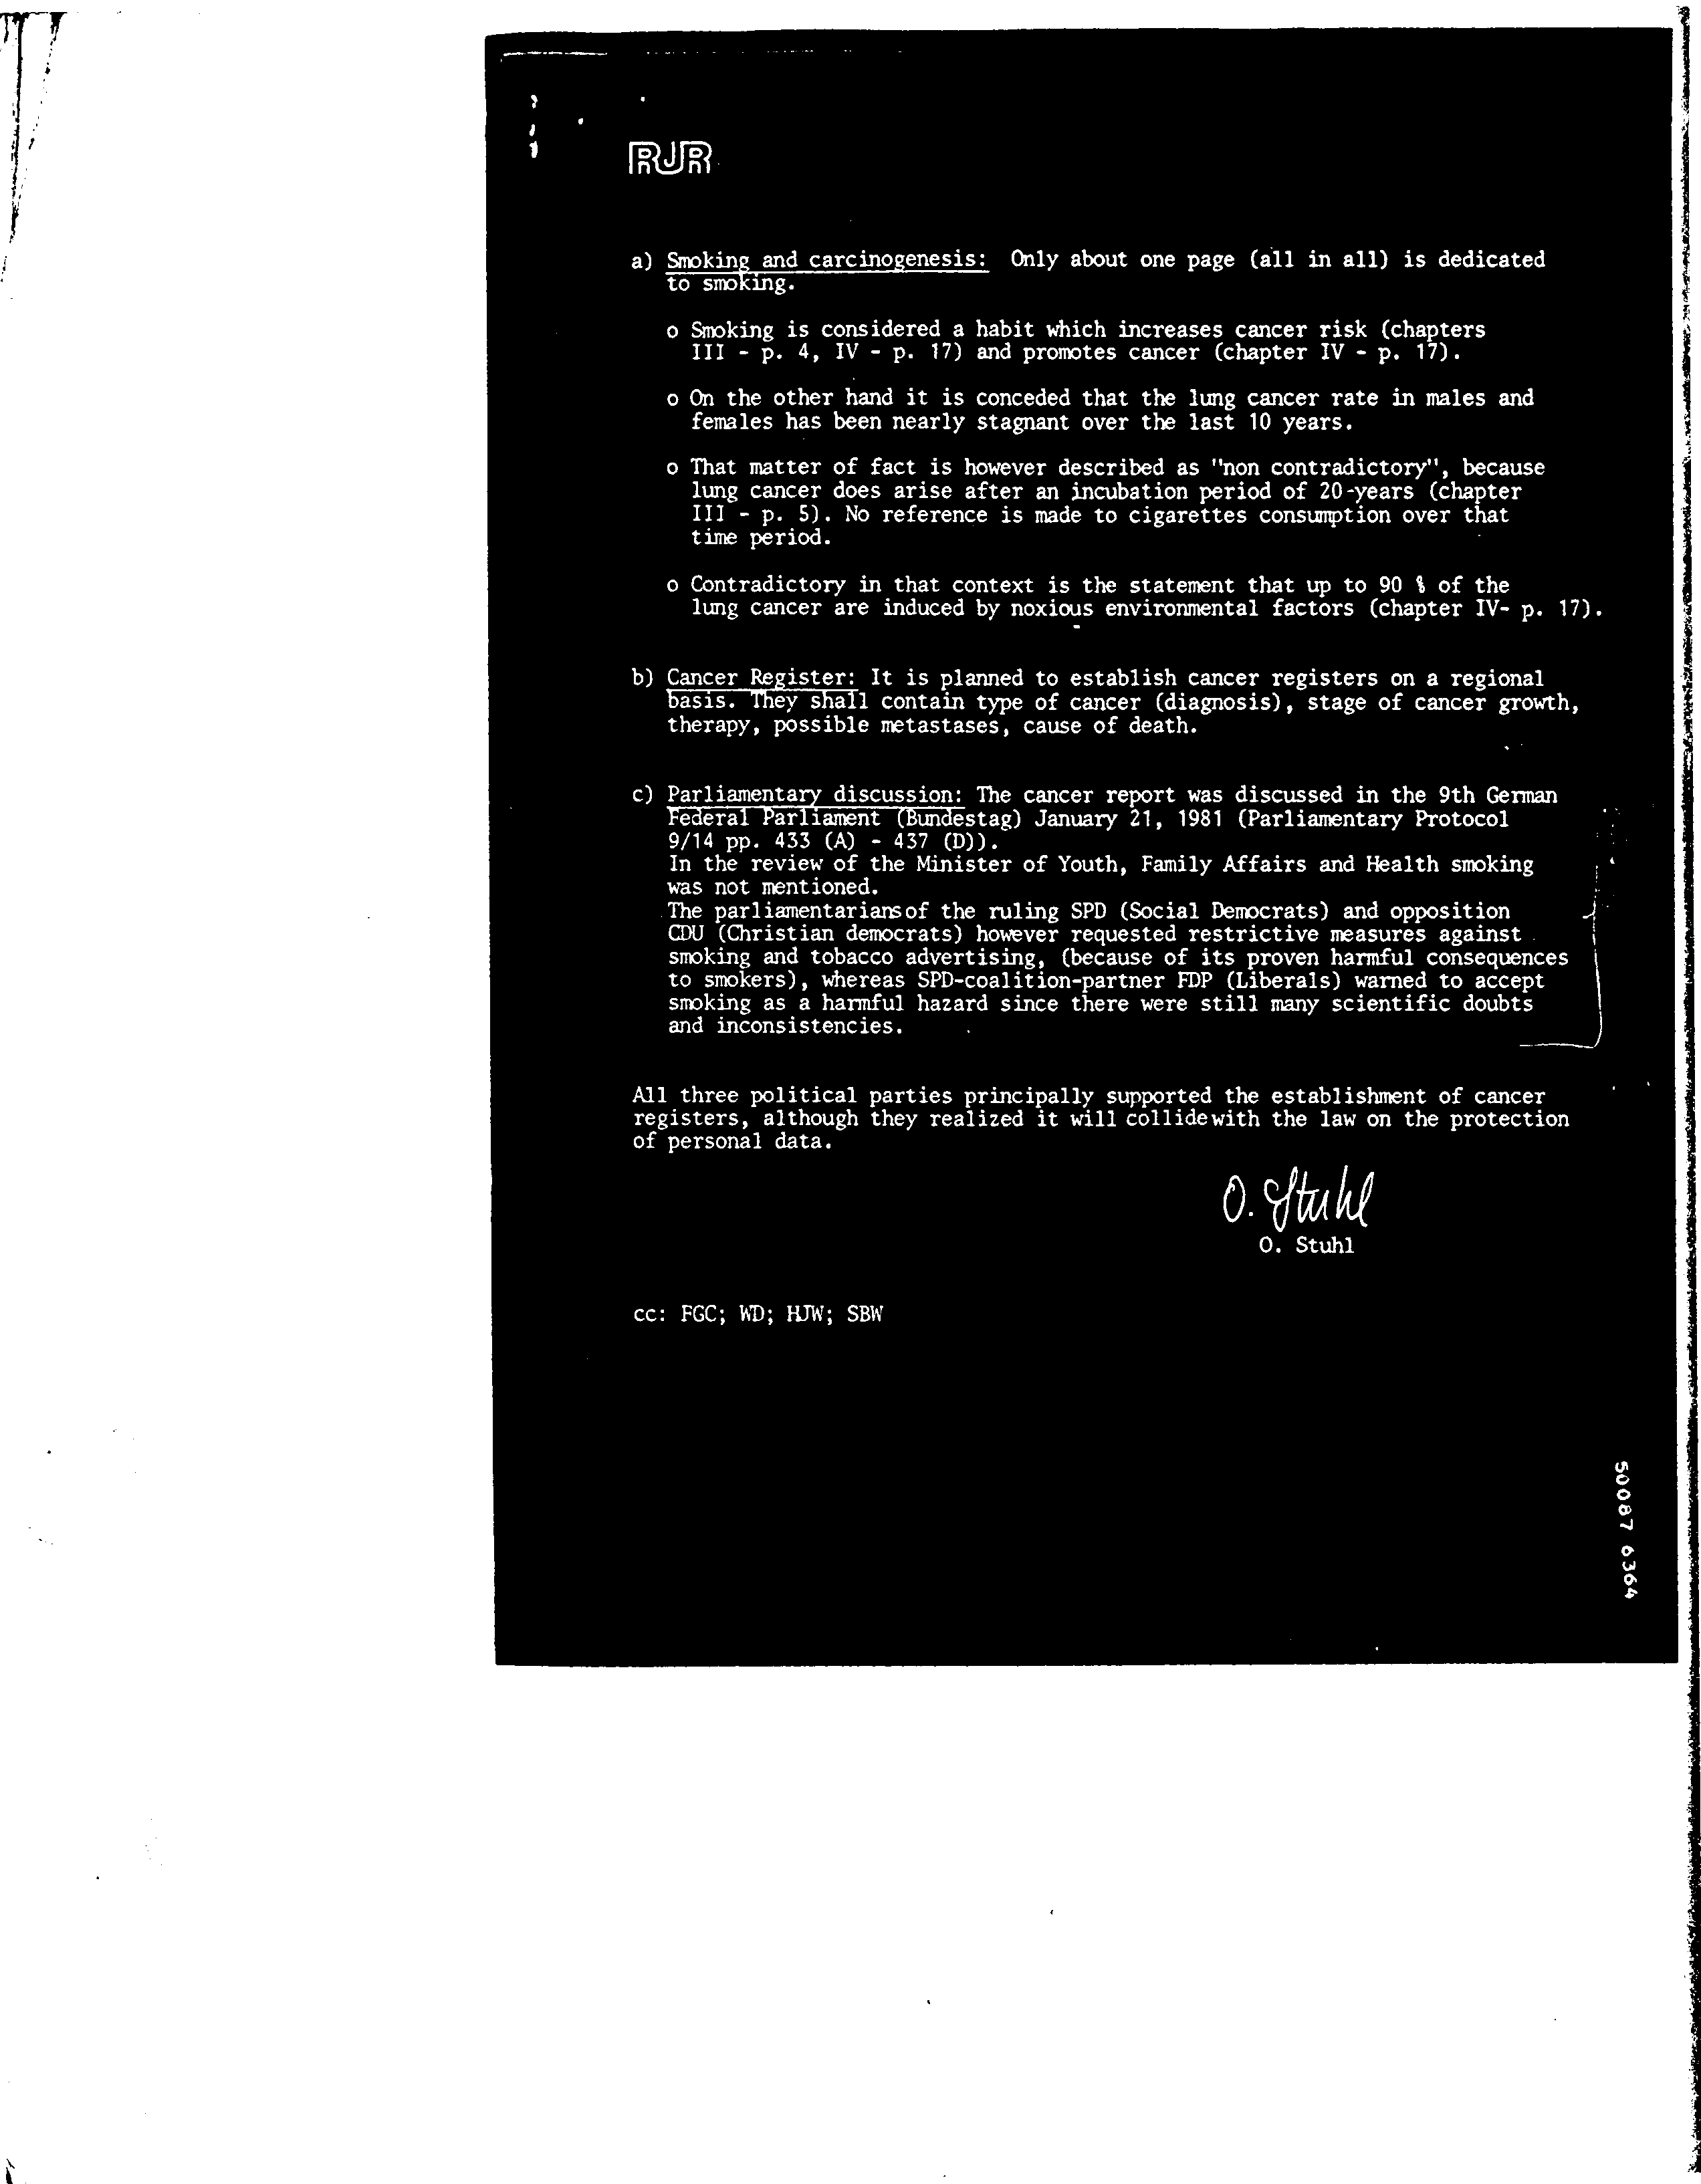 RJR
a) Smoking and carcinogenesis: Only about one page (all in all) is dedicated
to smoking.
o Smoking is considered a habit which increases cancer risk (chapters
III - p. 4, IV - p. 17) and promotes cancer (chapter IV - p. 17).
o On the other hand it is conceded that the lung cancer rate in males and
females has been nearly stagnant over the last 10 years.
o That matter of fact is however described as "non contradictory", because
lung cancer does arise after an incubation period of 20-years (chapter
III - p. 5). No reference is made to cigarettes consumption over that
time period.
o Contradictory in that context is the statement that up to 90 % of the
lung cancer are induced by noxious environmental factors (chapter IV- p. 17).
b) Cancer Register: It is planned to establish cancer registers on a regional
basis. They shall contain type of cancer (diagnosis), stage of cancer growth,
therapy, possible metastases, cause of death.
c) Parliamentary discussion: The cancer report was discussed in the 9th German
Federal Parliament (Bundestag) January 21, 1981 (Parliamentary Protocol
9/14 pp. 433 (A) - 437 (D)).
In the review of the Minister of Youth, Family Affairs and Health smoking
was not mentioned.
The parliamentarians of the ruling SPD (Social Democrats) and opposition
CDU (Christian democrats) however requested restrictive measures against
smoking and tobacco advertising, (because of its proven harmful consequences
to smokers), whereas SPD-coalition-partner FDP (Liberals) warned to accept
smoking as a harmful hazard since there were still many scientific doubts
and inconsistencies.
All three political parties principally supported the establishment of cancer
registers, although they realized it will collide with the law on the protection
of personal data.
O. Stuhl
O. Stuhl
cc: FGC; WD; HJW; SBW
50087 6364